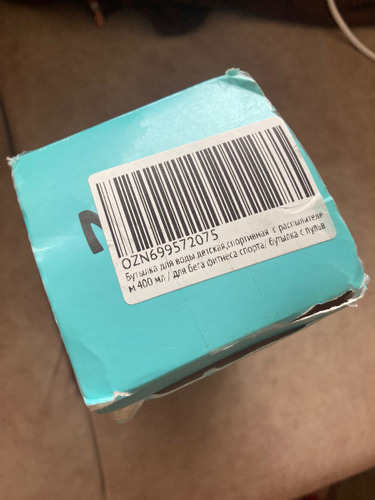 OZN699572075
Бутылка для воды детская,спортивная с распылителе
м 400 мл / для бега фитнеса спорта/ бутылка с пульв